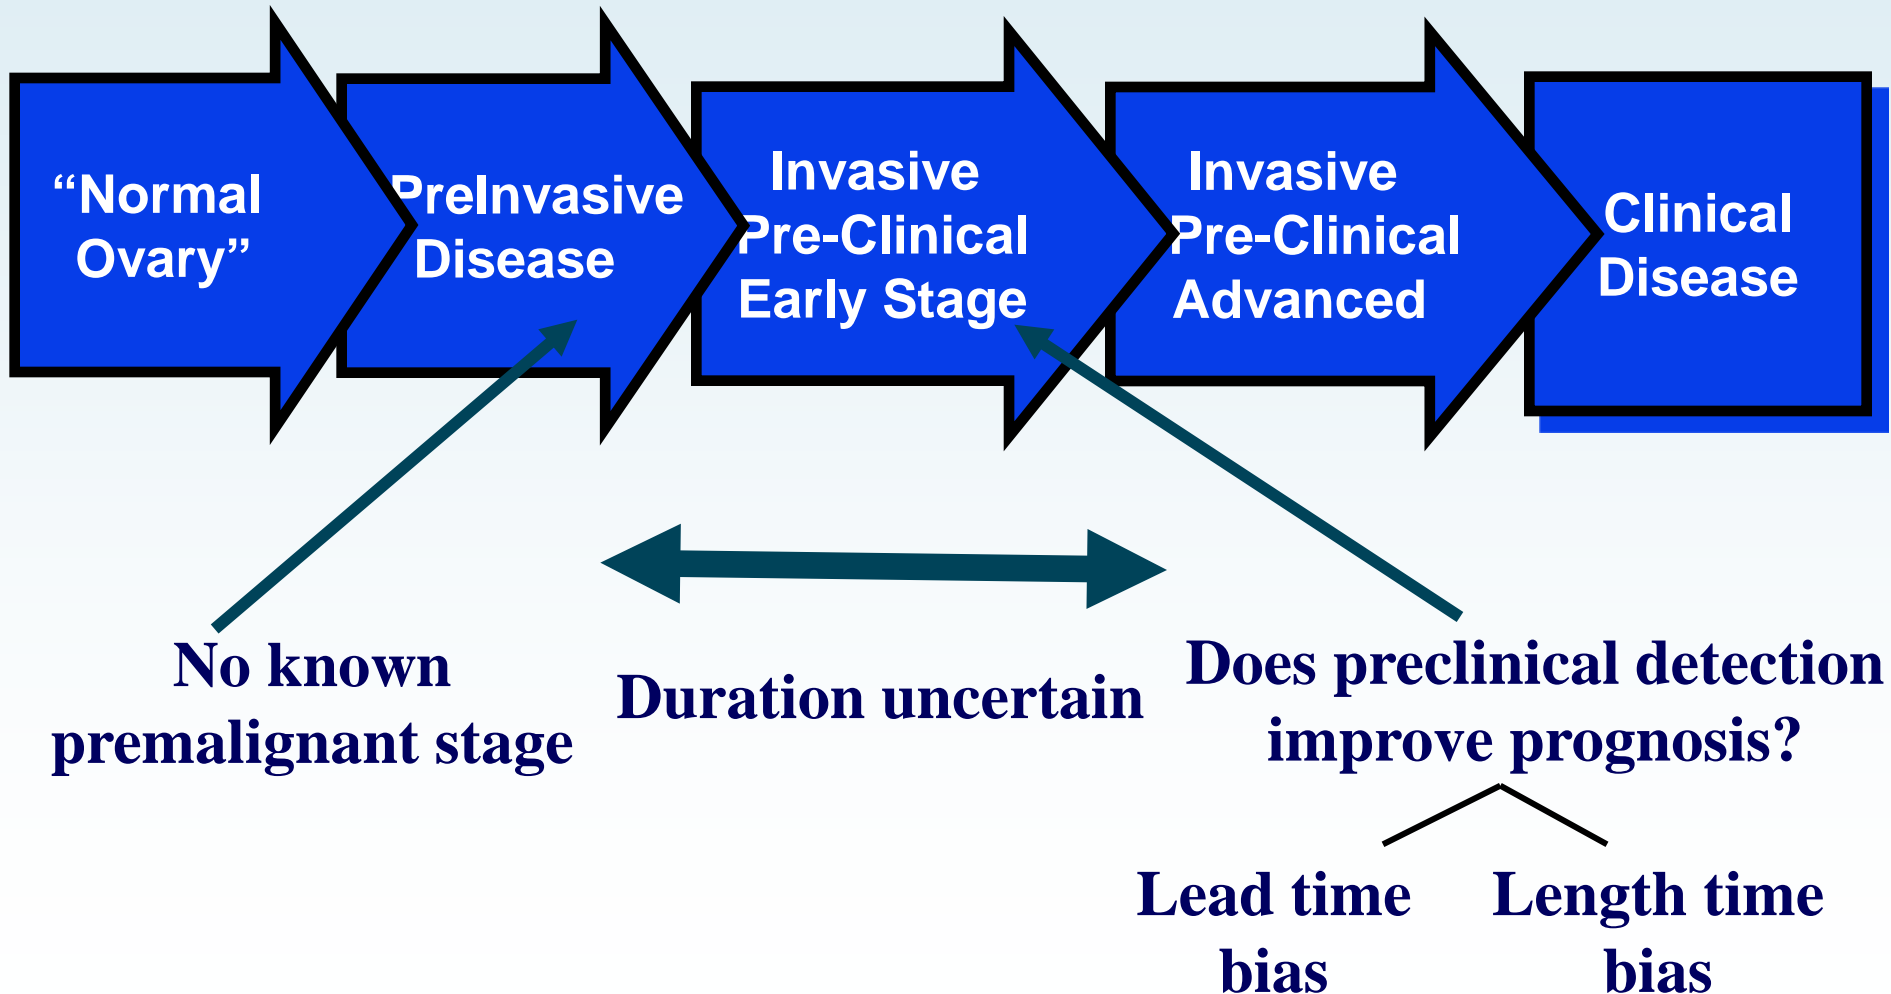 “Normal
Ovary”
PreInvasive
Disease
Invasive
Pre-Clinical
Early Stage
Invasive
Pre-Clinical
Advanced
Clinical
Disease
No known
premalignant stage
Duration uncertain
Does preclinical detection
improve prognosis?
Lead time
bias
Length time
bias